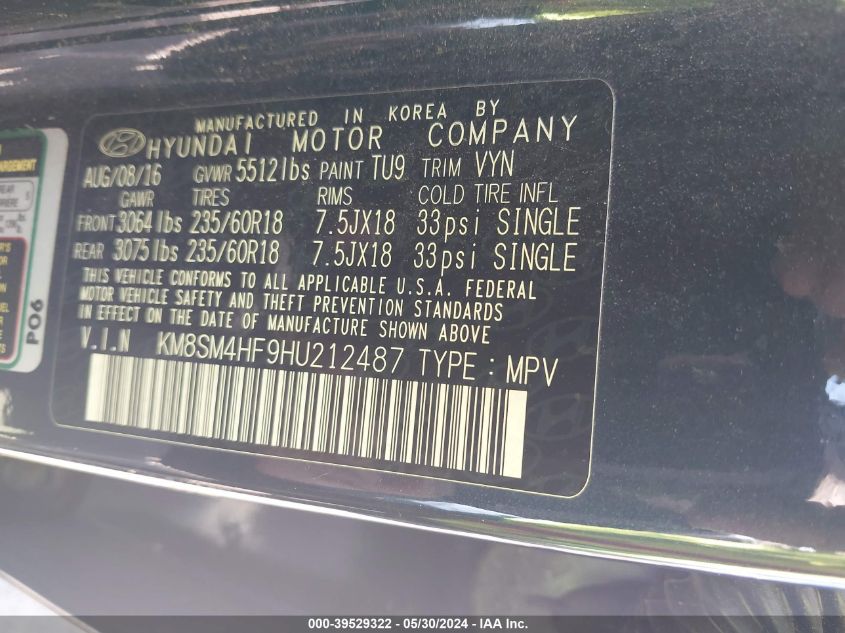 MANUFACTURED IN KOREA BY
HYUNDAI MOTOR COMPANY
AUG/08/16 GVWR 5512lbs PAINT TU9 TRIM VYN
GAWR TIRES RIMS COLD TIRE INFL
FRONT 3064lbs 235/60R18 7.5JX18 33psi SINGLE
REAR 3075lbs 235/60R18 7.5JX18 33psi SINGLE
THIS VEHICLE CONFORMS TO ALL APPLICABLE U.S.A. FEDERAL
MOTOR VEHICLE SAFETY AND THEFT PREVENTION STANDARDS
IN EFFECT ON THE DATE OF MANUFACTURE SHOWN ABOVE
V.I.N KM8SM4HF9HU212487 TYPE : MPV
PO6
000-39529322 / 05/30/2024 / IAA Inc.